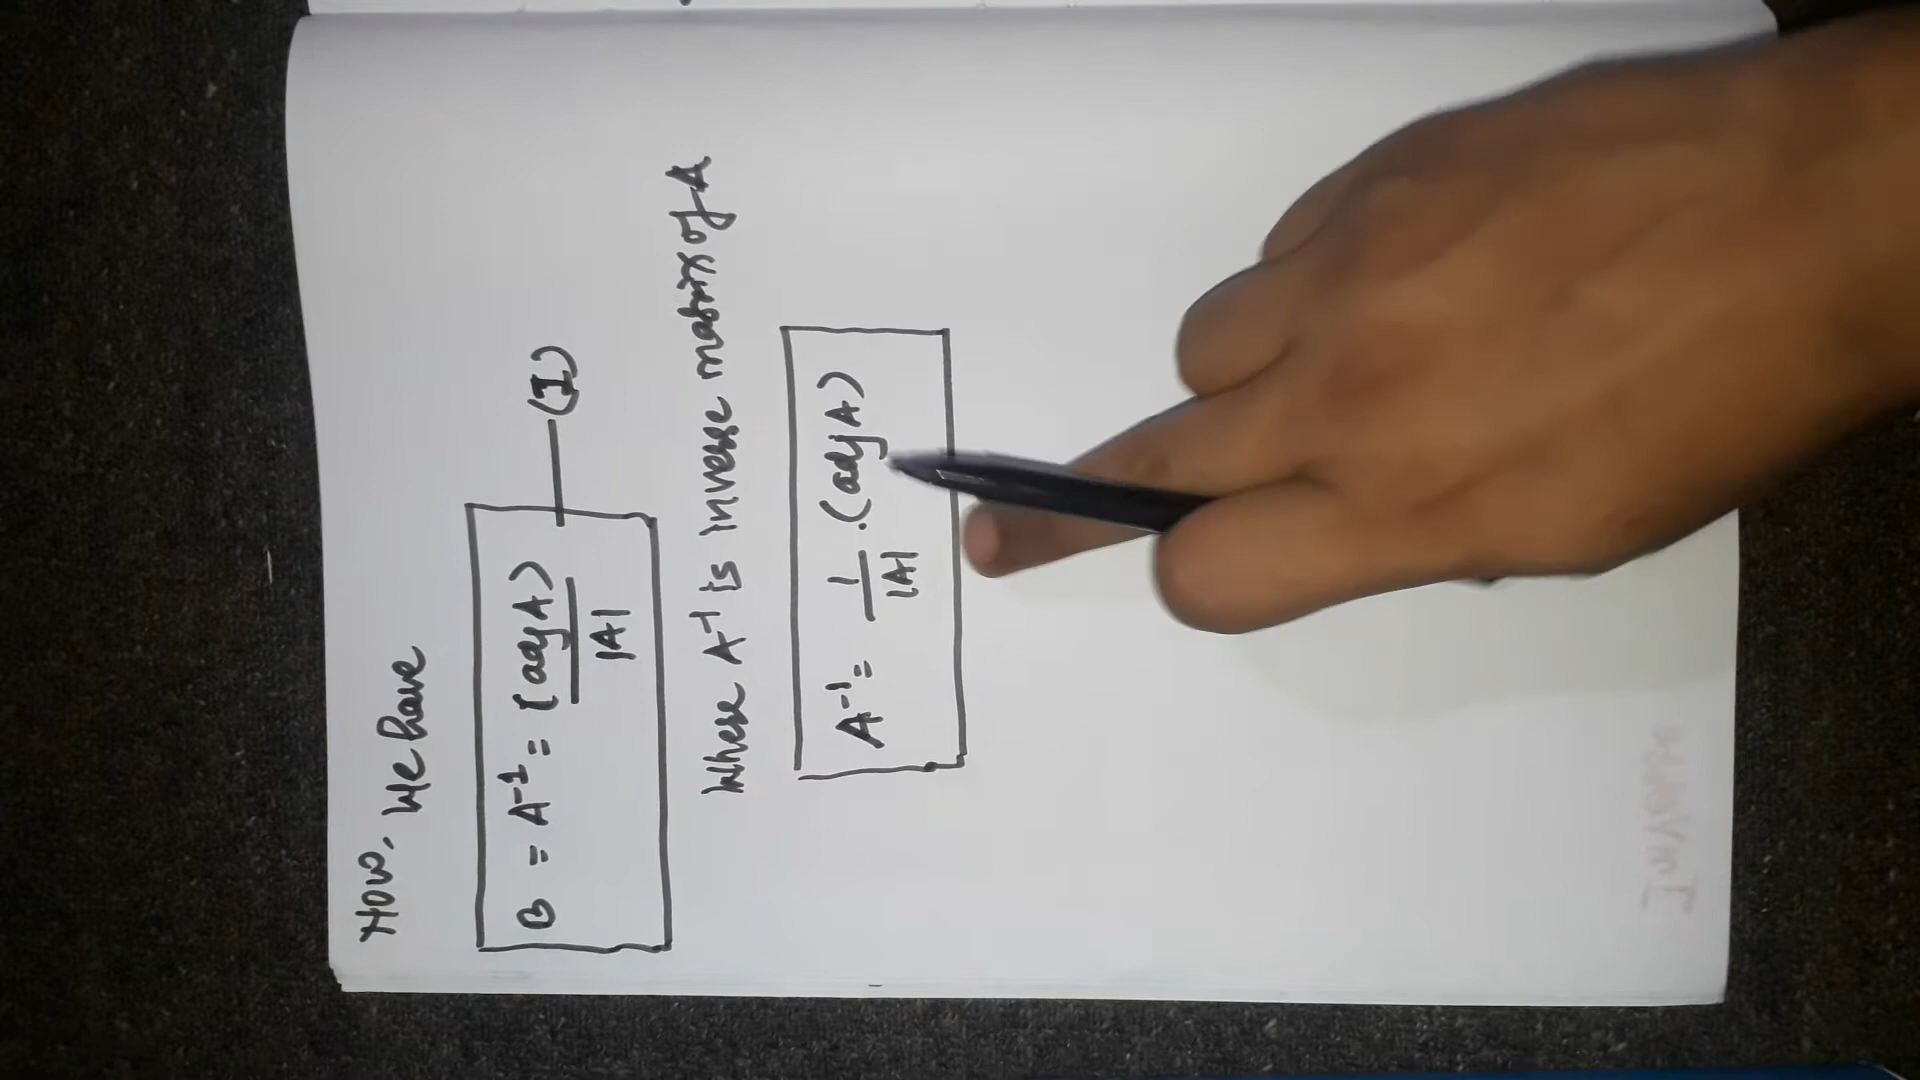 Now, We have
B = A⁻¹ = (adj A) / |A| —(I)
Where A⁻¹ is inverse matrix of A
A⁻¹ = 1/|A| .(adj A)